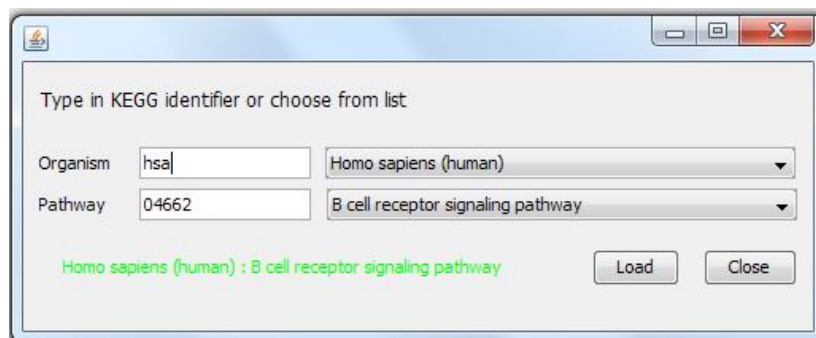 Type in KEGG identifier or choose from list
Organism hsa Homo sapiens (human)
Pathway 04662 B cell receptor signaling pathway
Homo sapiens (human) : B cell receptor signaling pathway Load Close